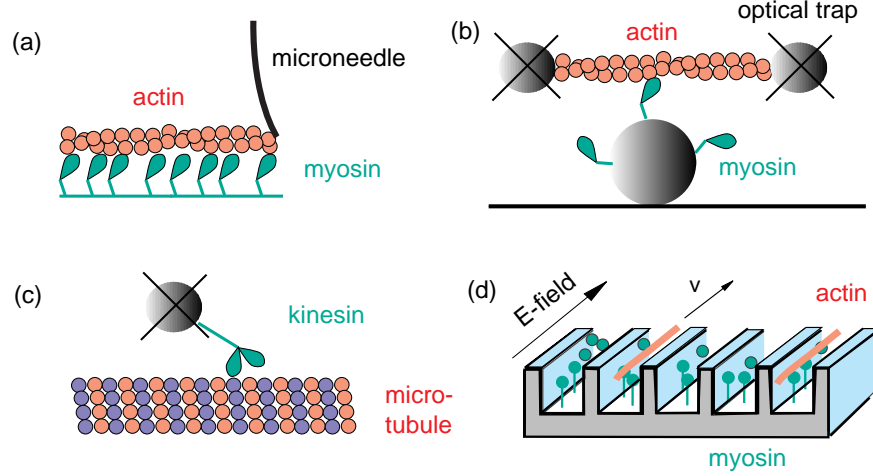 (a)
microneedle
actin
myosin
(b)
optical trap
actin
myosin
(c)
kinesin
micro-
tubule
(d)
E-field
v
actin
myosin